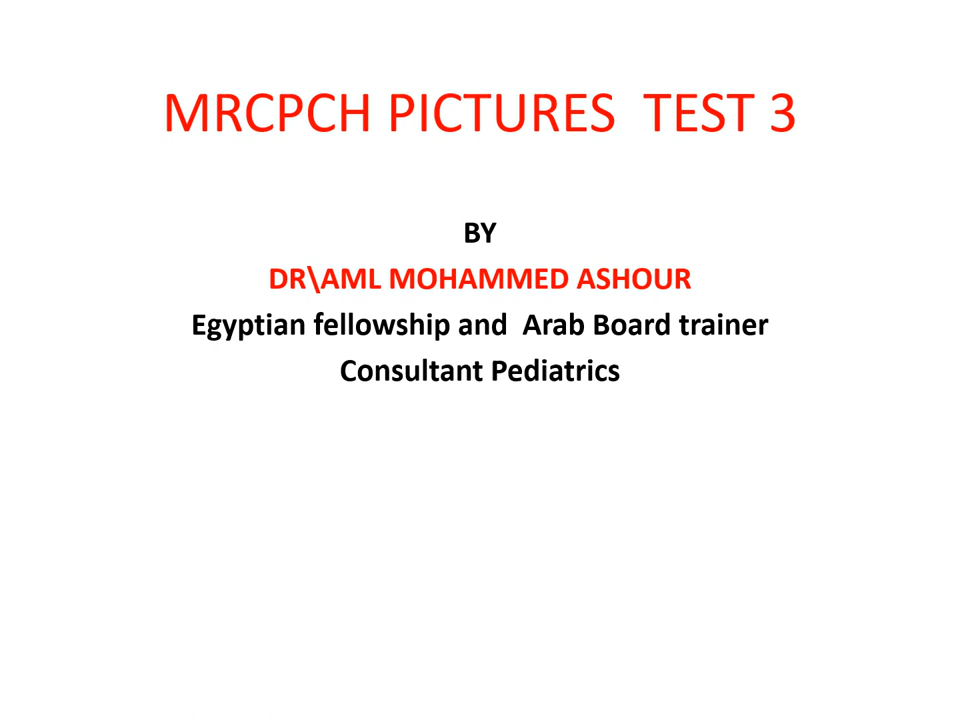 MRCPCH PICTURES  TEST 3
BY
DR\AML MOHAMMED ASHOUR
Egyptian fellowship and  Arab Board trainer
Consultant Pediatrics